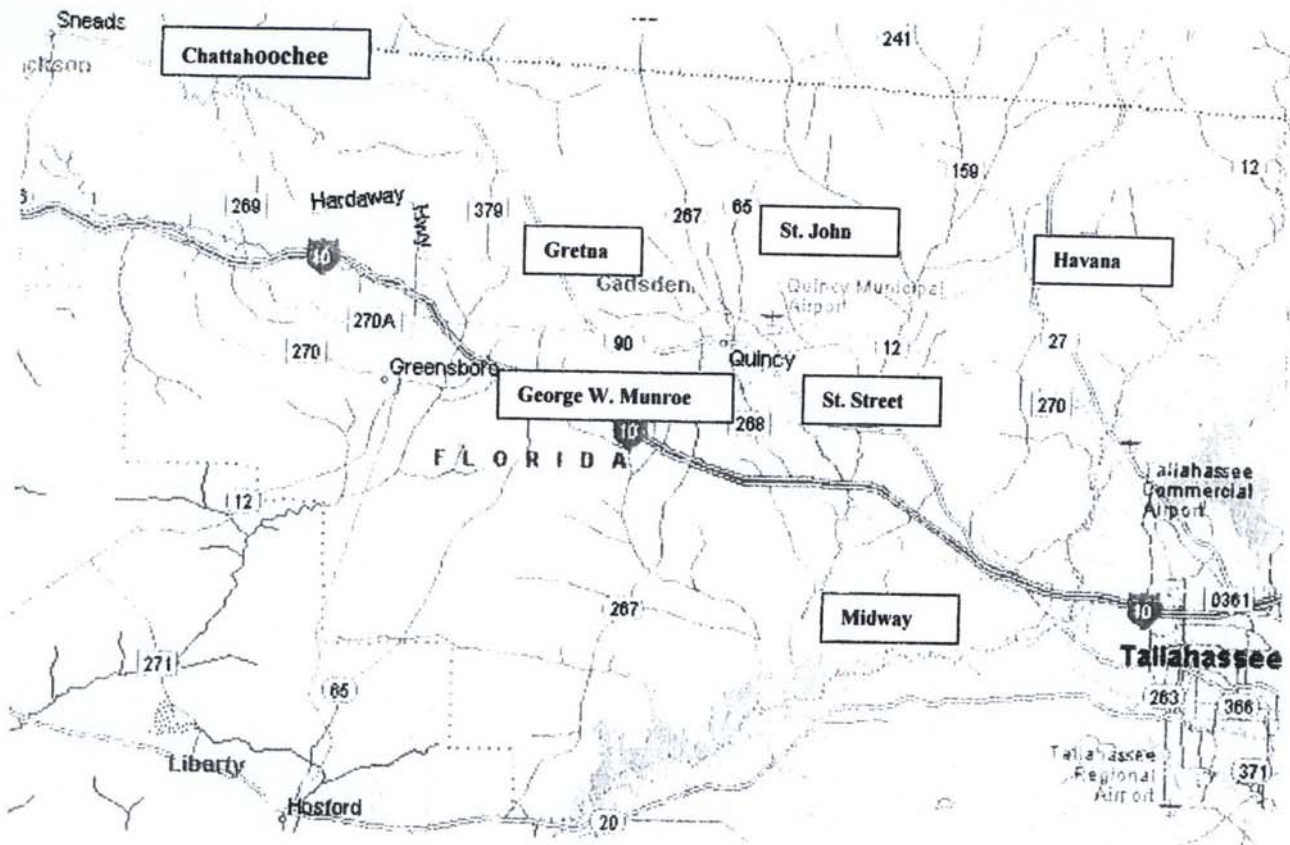 Sneads
Chattahoochee
241
159
12
Hardaway
269
379
267
65
St. John
Gretna
Havana
10
Gadsden
Quincy Municipal
Airport
270A
90
12
27
270
Quincy
Greensboro
George W. Munroe
St. Street
268
270
10
FLORIDA
Tallahassee
Commercial
Airport
12
267
Midway
10
0361
Tallahassee
271
65
263
366
Liberty
Tallahassee
Regional
Airport
371
Hosford
20